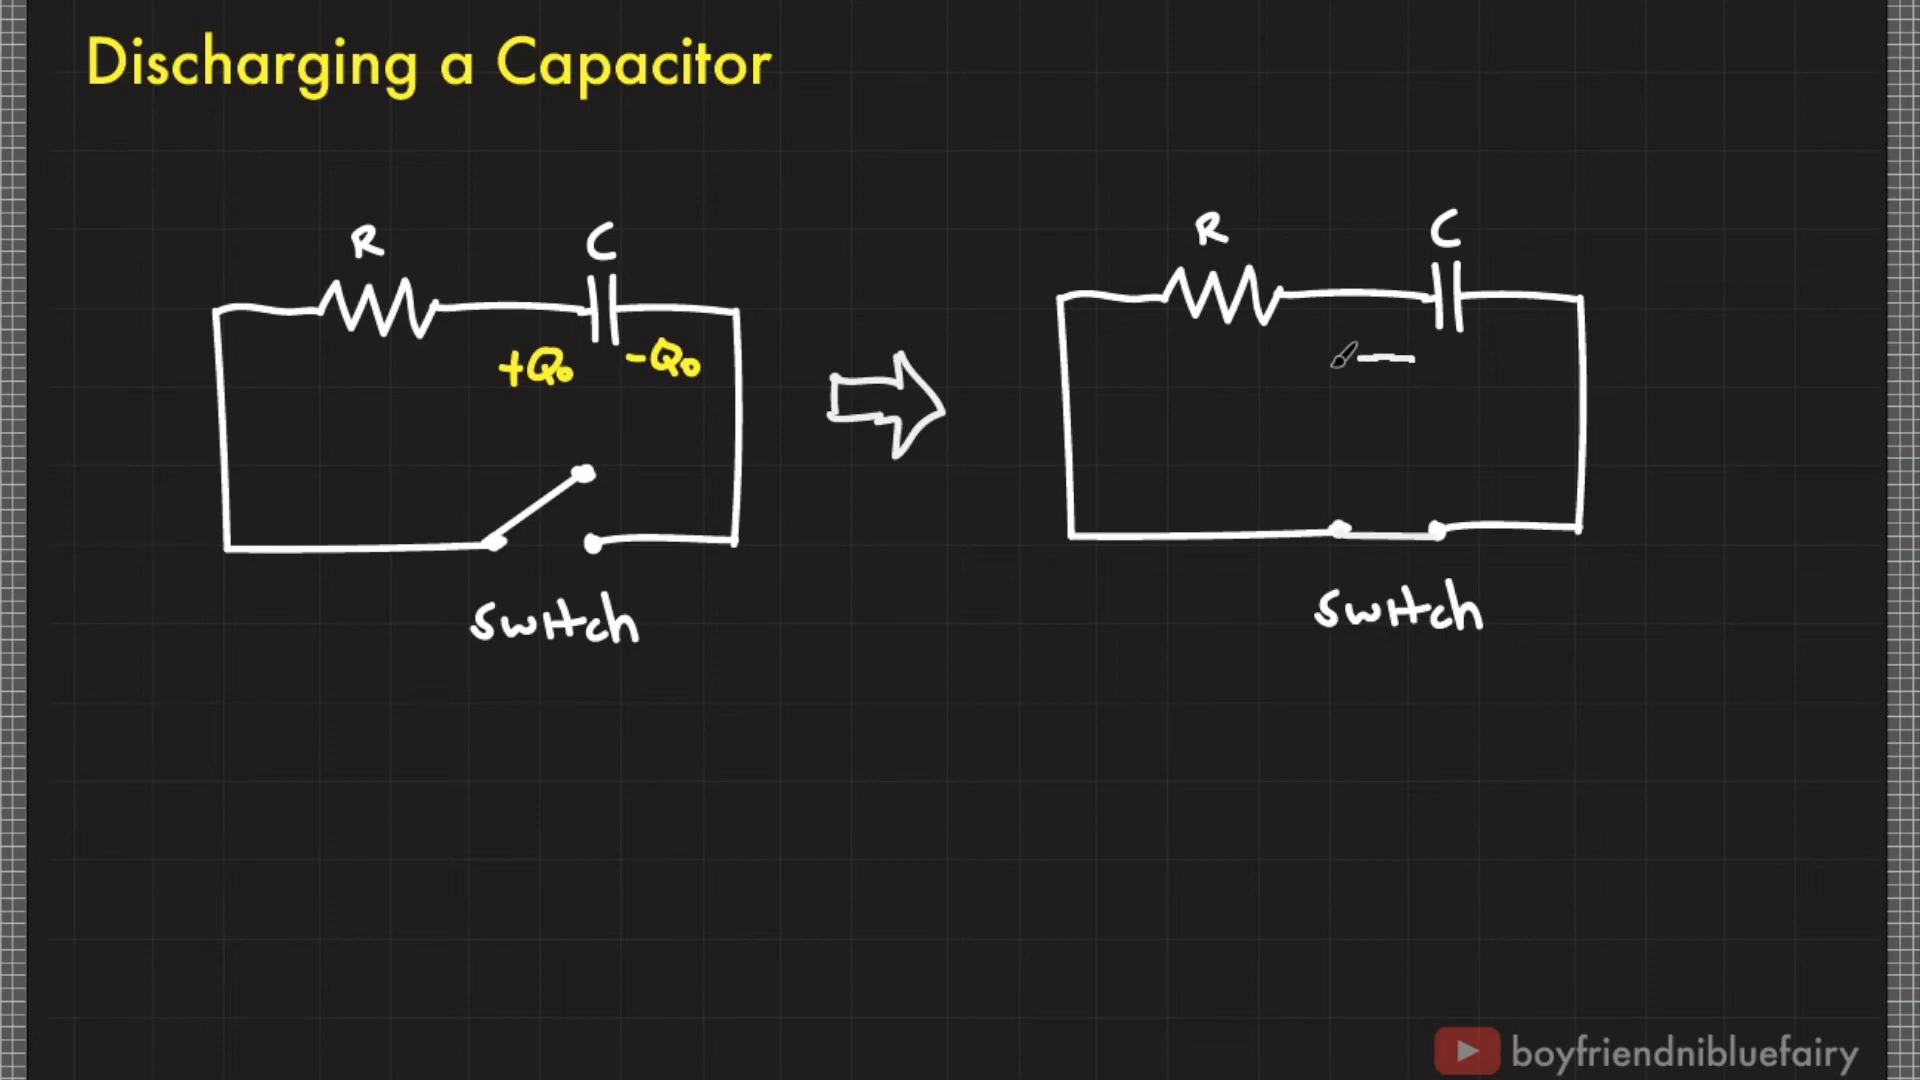 Discharging a Capacitor
R C
+Q₀ -Q₀
switch
R C
switch
boyfriendnibluefairy